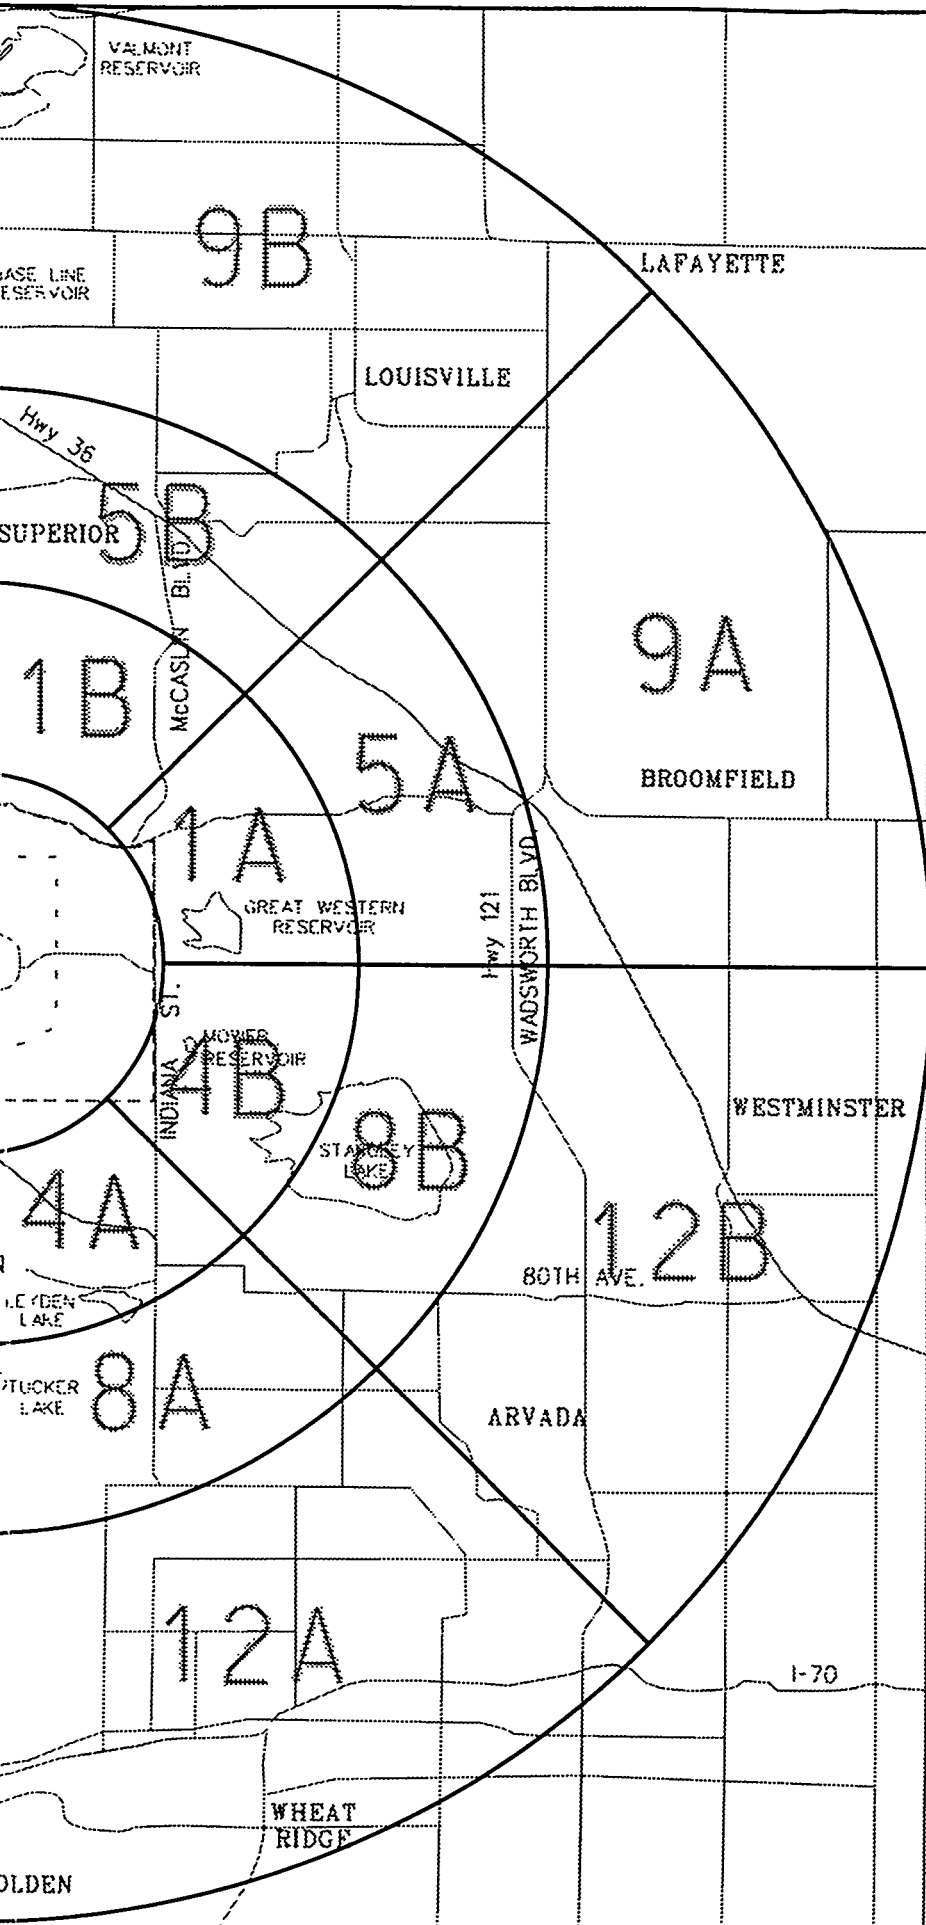 VALMONT
RESERVOIR
9B
LAFAYETTE
BASE LINE
RESERVOIR
LOUISVILLE
Hwy 36
5B
SUPERIOR
McCASLIN BLVD
1B
9A
5A
BROOMFIELD
1A
GREAT WESTERN
RESERVOIR
Hwy 121
WADSWORTH BLVD.
INDIANA ST.
MOWER
RESERVOIR
4B
WESTMINSTER
STANDLEY
LAKE
8B
4A
12B
80TH AVE.
LEYDEN
LAKE
TUCKER
LAKE
8A
ARVADA
12A
I-70
WHEAT
RIDGE
OLDEN